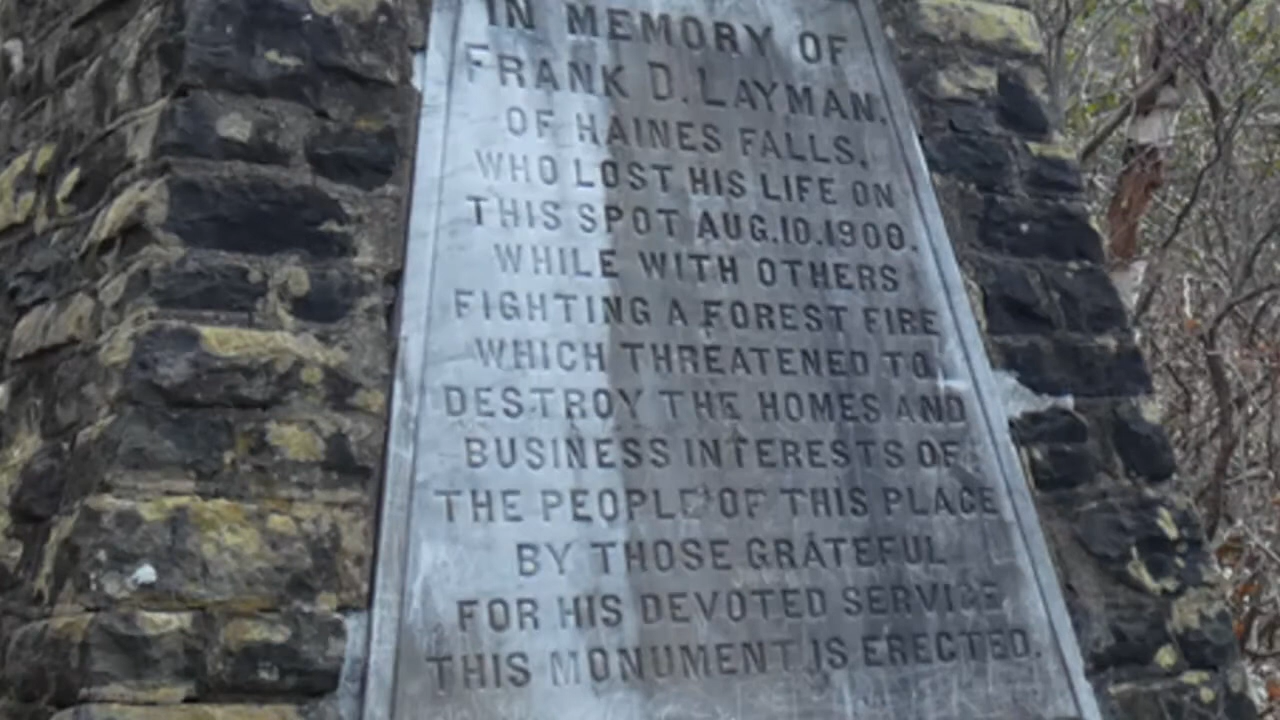 IN MEMORY OF
FRANK D. LAYMAN,
OF HAINES FALLS,
WHO LOST HIS LIFE ON
THIS SPOT AUG.10.1900.
WHILE WITH OTHERS
FIGHTING A FOREST FIRE
WHICH THREATENED TO
DESTROY THE HOMES AND
BUSINESS INTERESTS OF
THE PEOPLE OF THIS PLACE
BY THOSE GRATEFUL
FOR HIS DEVOTED SERVICE
THIS MONUMENT IS ERECTED.